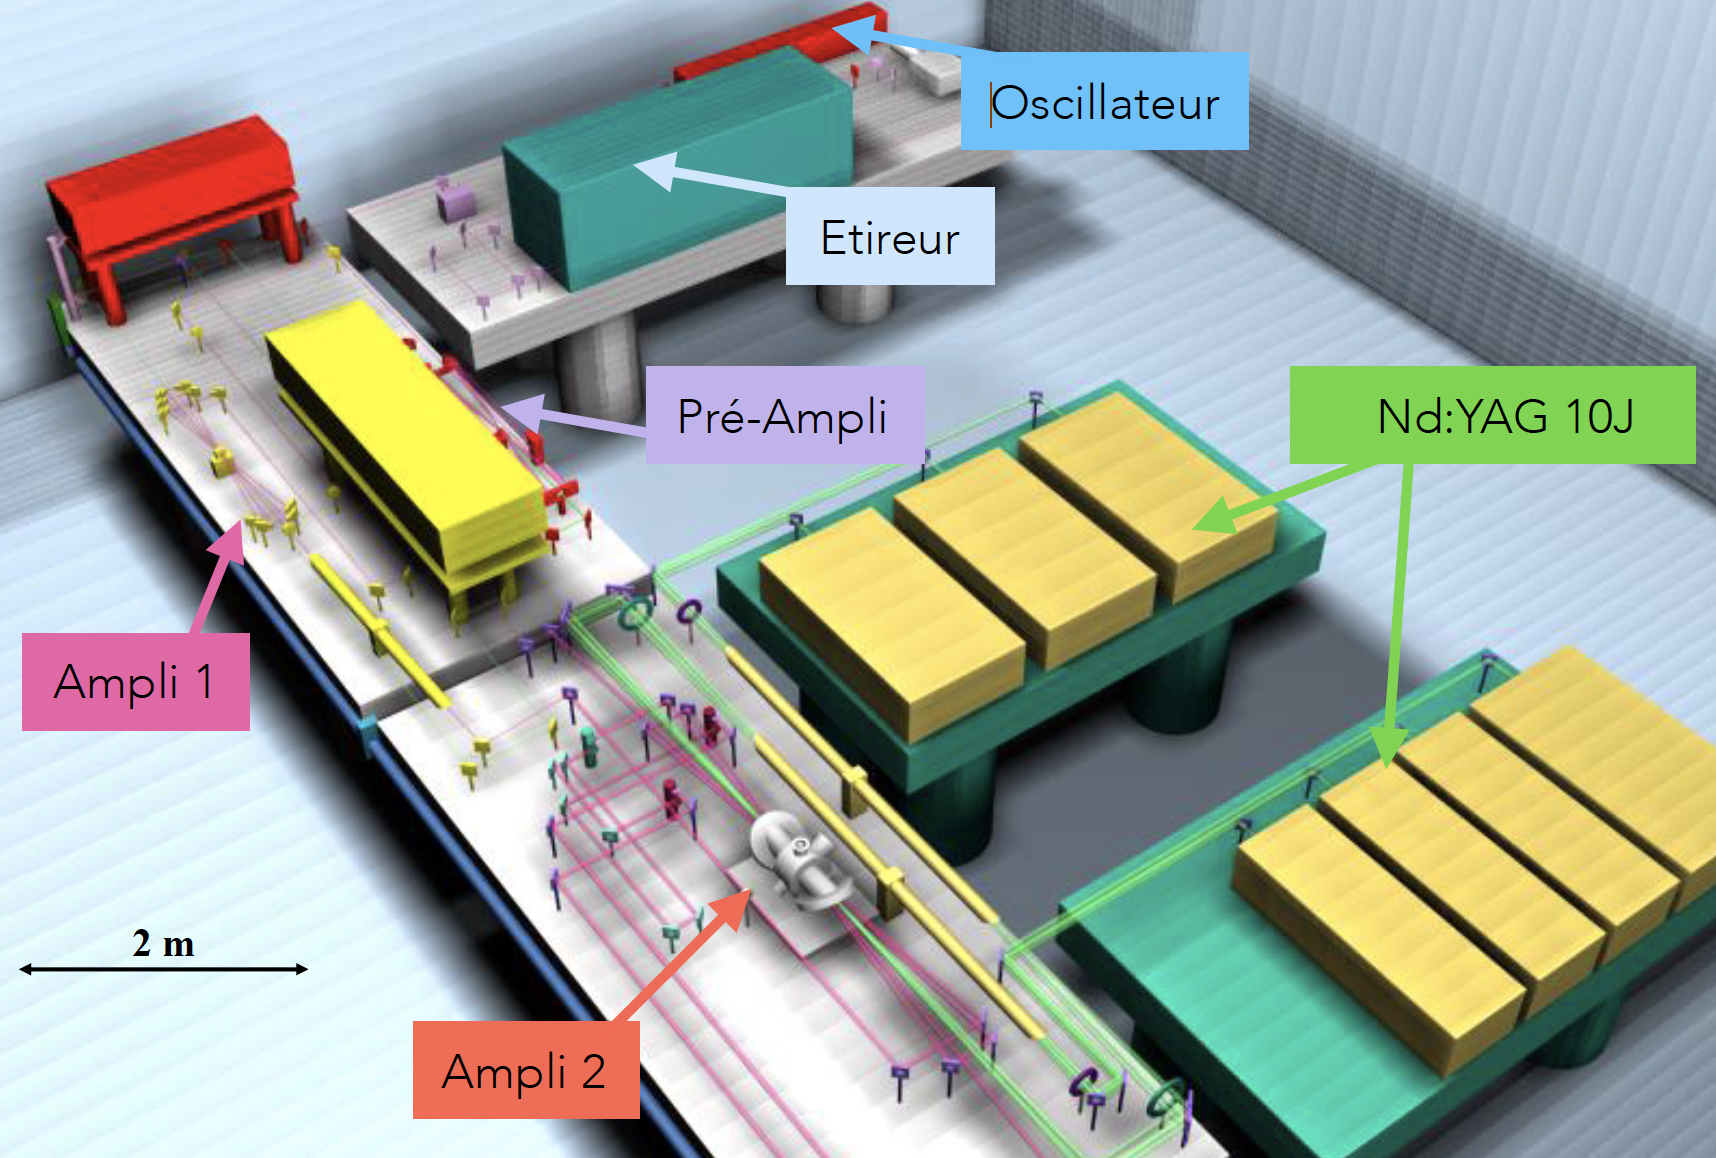 Oscillateur
Etireur
Pré-Ampli
Nd:YAG 10J
Ampli 1
2 m
Ampli 2